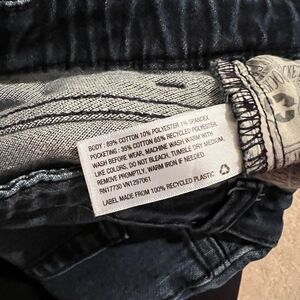 BODY : 89% COTTON 10% POLYESTER 1% SPANDEX
POCKETING : 35% COTTON 65% RECYCLED POLYESTER.
WASH BEFORE WEAR. MACHINE WASH WARM WITH
LIKE COLORS. DO NOT BLEACH, TUMBLE DRY MEDIUM,
REMOVE PROMPTLY, WARM IRON IF NEEDED.
RN17730 VN1297061
LABEL MADE FROM 100% RECYCLED PLASTIC.